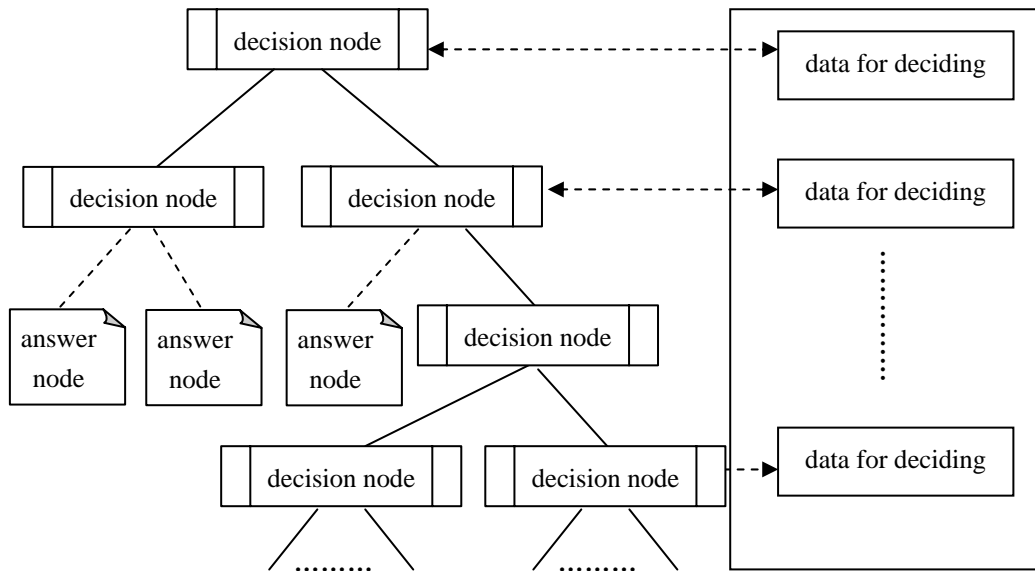 decision node
data for deciding
decision node
decision node
data for deciding
answer
node
answer
node
answer
node
decision node
decision node
decision node
data for deciding
………
………